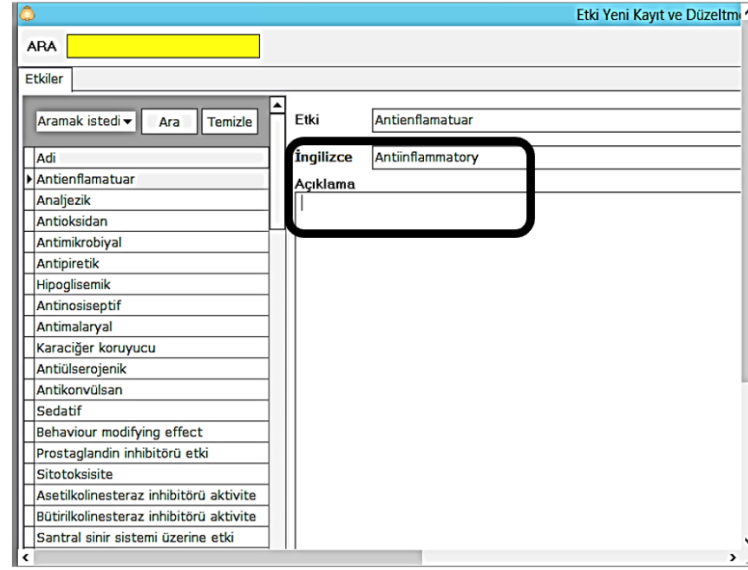 Etki Yeni Kayıt ve Düzeltme
ARA
Etkiler
Aramak istedi Ara Temizle
Etki Antienflamatuar
İngilizce Antiinflammatory
Açıklama
Adi
Antienflamatuar
Analjezik
Antioksidan
Antimikrobiyal
Antipiretik
Hipoglisemik
Antinosiseptif
Antimalaryal
Karaciğer koruyucu
Antiülserojenik
Antikonvülsan
Sedatif
Behaviour modifying effect
Prostaglandin inhibitörü etki
Sitotoksisite
Asetilkolinesteraz inhibitörü aktivite
Bütirilkolinesteraz inhibitörü aktivite
Santral sinir sistemi üzerine etki